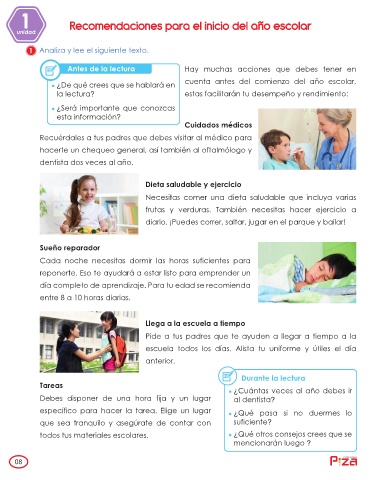 1
unidad
Recomendaciones para el inicio del año escolar
1 Analiza y lee el siguiente texto.
Antes de la lectura
• ¿De qué crees que se hablará en
la lectura?
• ¿Será importante que conozcas
esta información?
Hay muchas acciones que debes tener en
cuenta antes del comienzo del año escolar,
estas facilitarán tu desempeño y rendimiento:
Cuidados médicos
Recuérdales a tus padres que debes visitar al médico para
hacerte un chequeo general, así también al oftalmólogo y
dentista dos veces al año.
Dieta saludable y ejercicio
Necesitas comer una dieta saludable que incluya varias
frutas y verduras. También necesitas hacer ejercicio a
diario. ¡Puedes correr, saltar, jugar en el parque y bailar!
Sueño reparador
Cada noche necesitas dormir las horas suficientes para
reponerte. Eso te ayudará a estar listo para emprender un
día completo de aprendizaje. Para tu edad se recomienda
entre 8 a 10 horas diarias.
Llega a la escuela a tiempo
Pide a tus padres que te ayuden a llegar a tiempo a la
escuela todos los días. Alista tu uniforme y útiles el día
anterior.
Tareas
Debes disponer de una hora fija y un lugar
específico para hacer la tarea. Elige un lugar
que sea tranquilo y asegúrate de contar con
todos tus materiales escolares.
Durante la lectura
• ¿Cuántas veces al año debes ir
al dentista?
• ¿Qué pasa si no duermes lo
suficiente?
• ¿Qué otros consejos crees que se
mencionarán luego ?
08
Piza